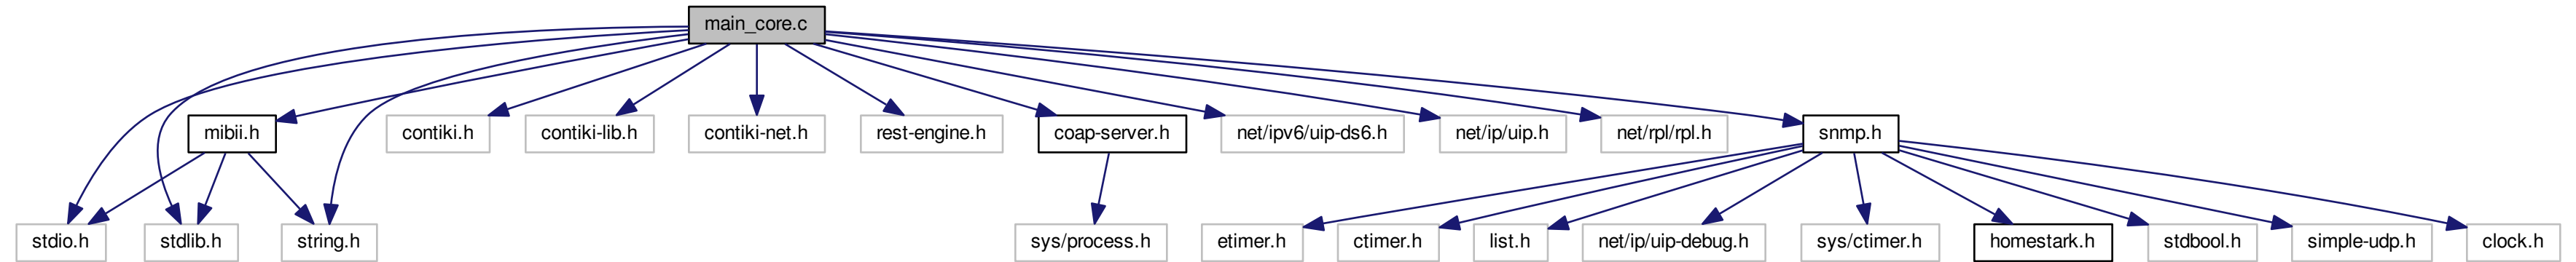 main_core.c
mibii.h
contiki.h
contiki-lib.h
contiki-net.h
rest-engine.h
coap-server.h
net/ipv6/uip-ds6.h
net/ip/uip.h
net/rpl/rpl.h
snmp.h
stdio.h
stdlib.h
string.h
sys/process.h
etimer.h
ctimer.h
list.h
net/ip/uip-debug.h
sys/ctimer.h
homestark.h
stdbool.h
simple-udp.h
clock.h